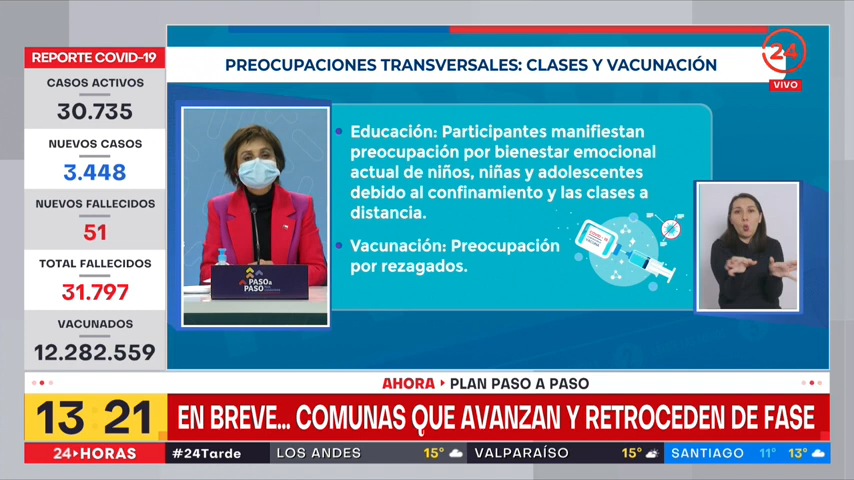 REPORTE COVID-19
CASOS ACTIVOS
30.735
NUEVOS CASOS
3.448
NUEVOS FALLECIDOS
51
TOTAL FALLECIDOS
31.797
VACUNADOS
12.282.559
PREOCUPACIONES TRANSVERSALES: CLASES Y VACUNACIÓN
24
VIVO
• Educación: Participantes manifiestan
preocupación por bienestar emocional
actual de niños, niñas y adolescentes
debido al confinamiento y las clases a
distancia.
• Vacunación: Preocupación
por rezagados.
PASO a
PASO
AHORA PLAN PASO A PASO
13 21
EN BREVE... COMUNAS QUE AVANZAN Y RETROCEDEN DE FASE
24 HORAS
#24Tarde
LOS ANDES 15°
VALPARAÍSO 15°
SANTIAGO 11° 13°